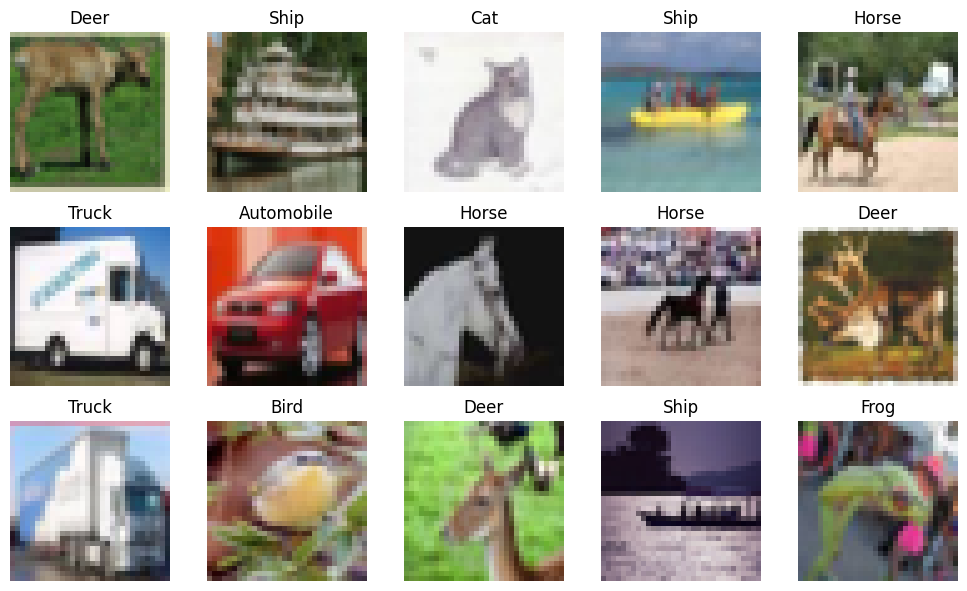 Deer Ship Cat Ship Horse
Truck Automobile Horse Horse Deer
Truck Bird Deer Ship Frog